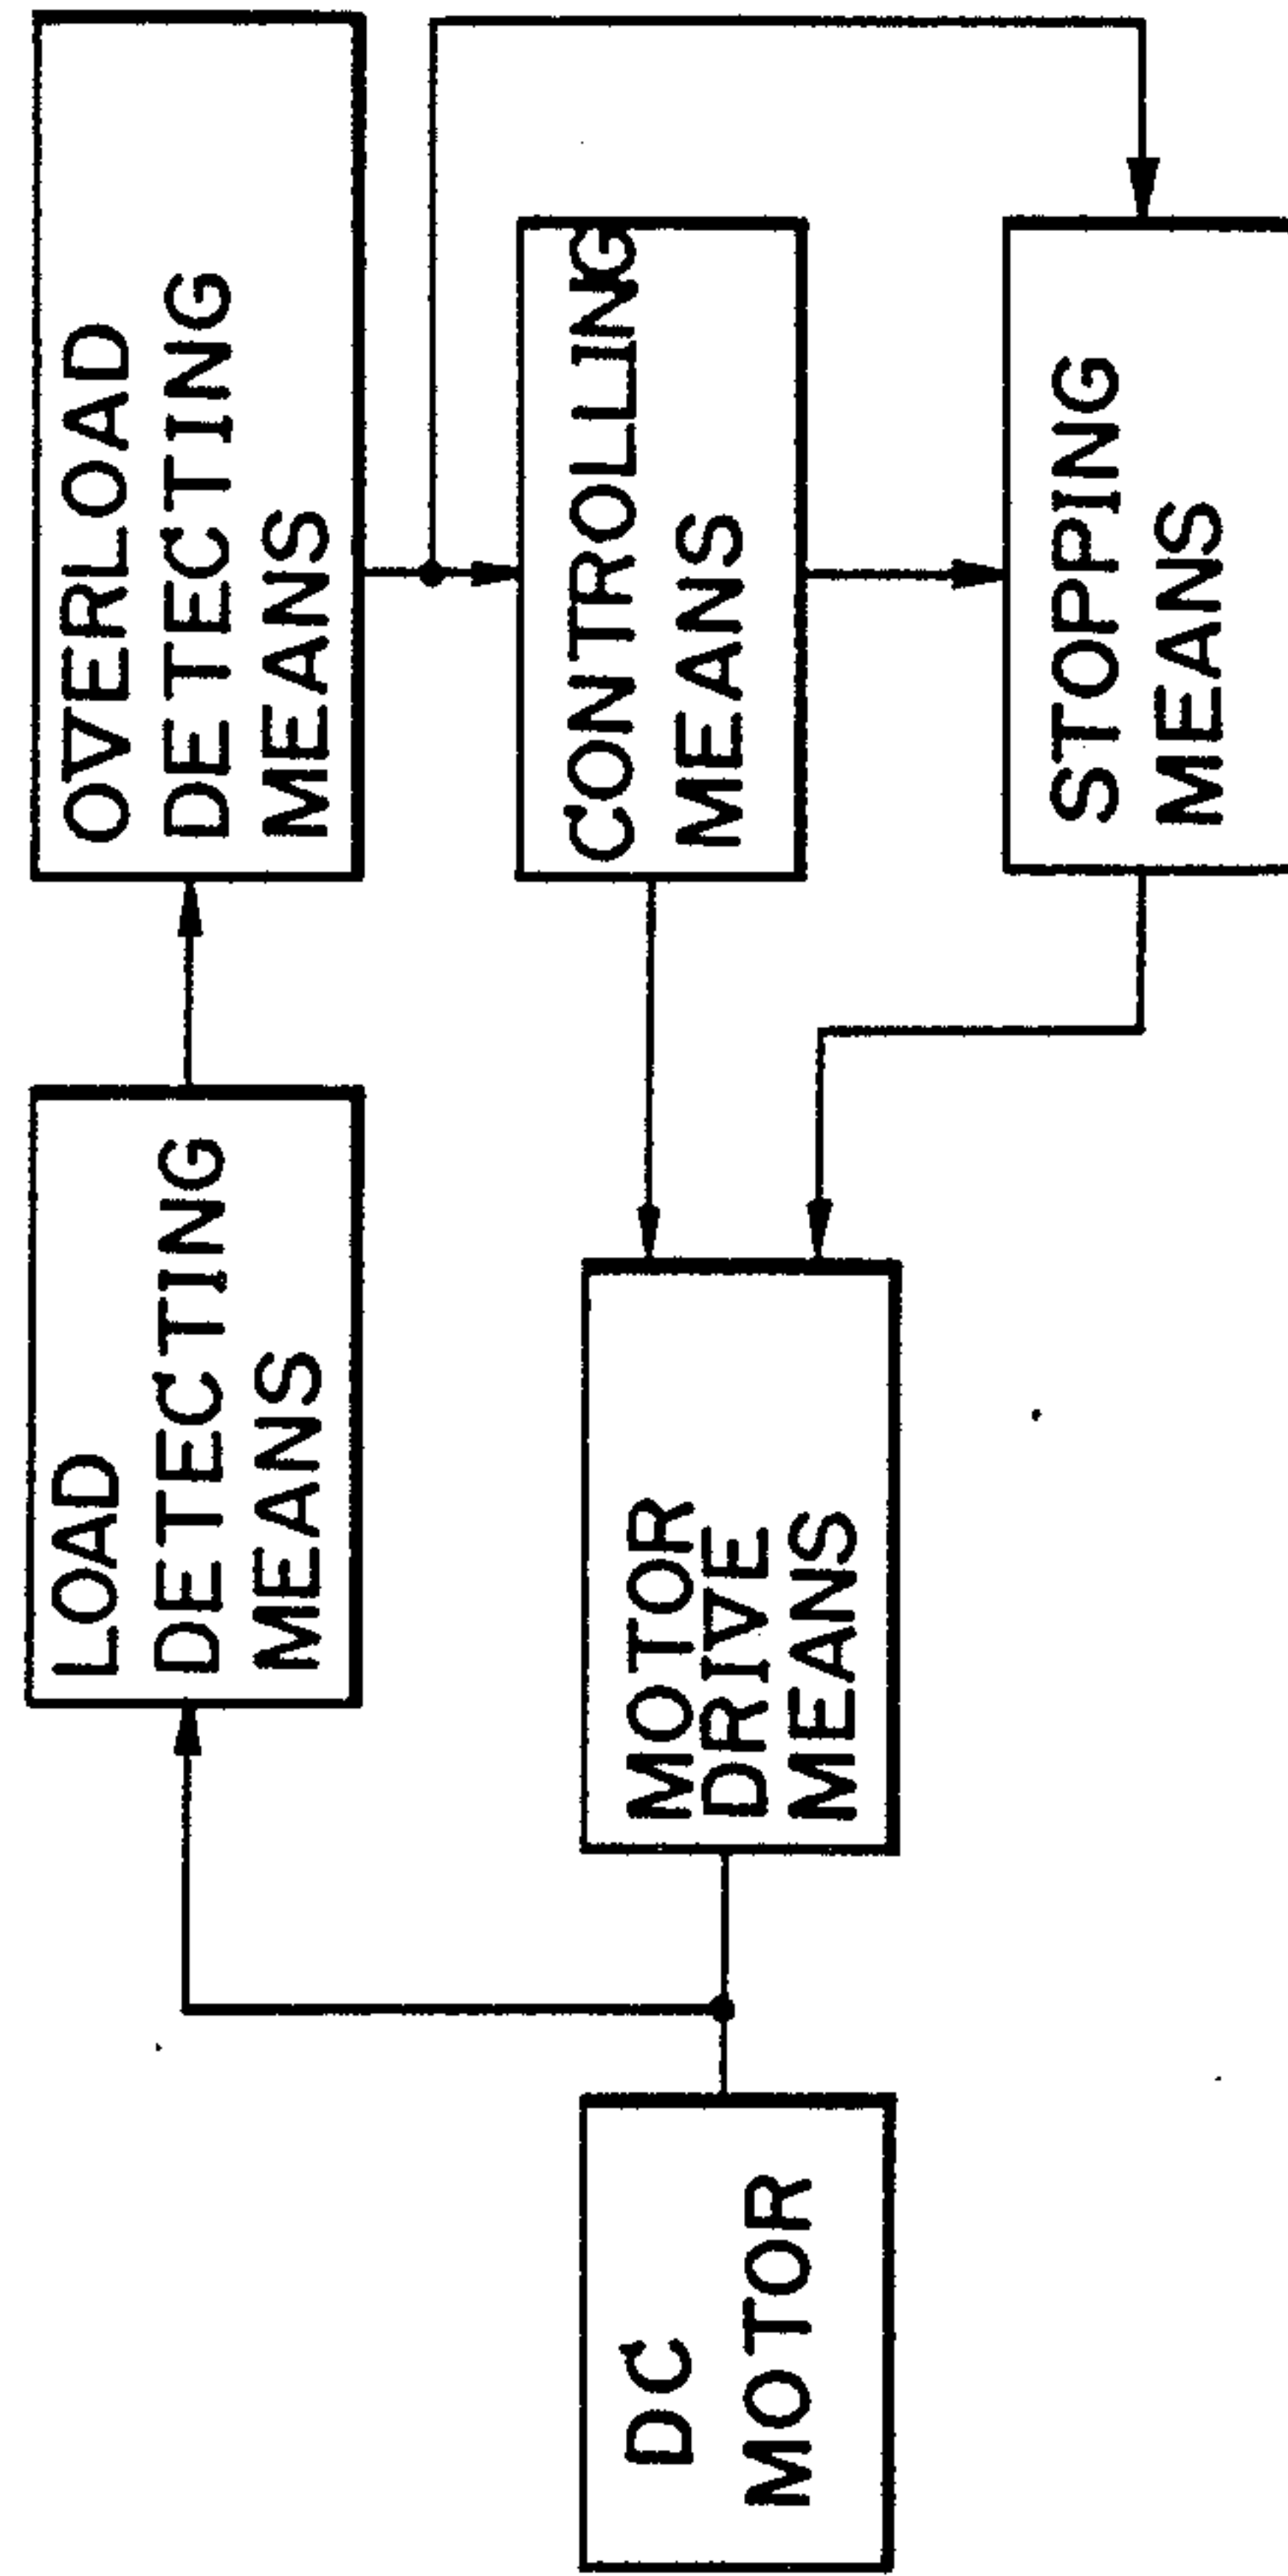 LOAD
DETECTING
MEANS
OVERLOAD
DETECTING
MEANS
DC
MOTOR
MOTOR
DRIVE
MEANS
CONTROLLING
MEANS
STOPPING
MEANS